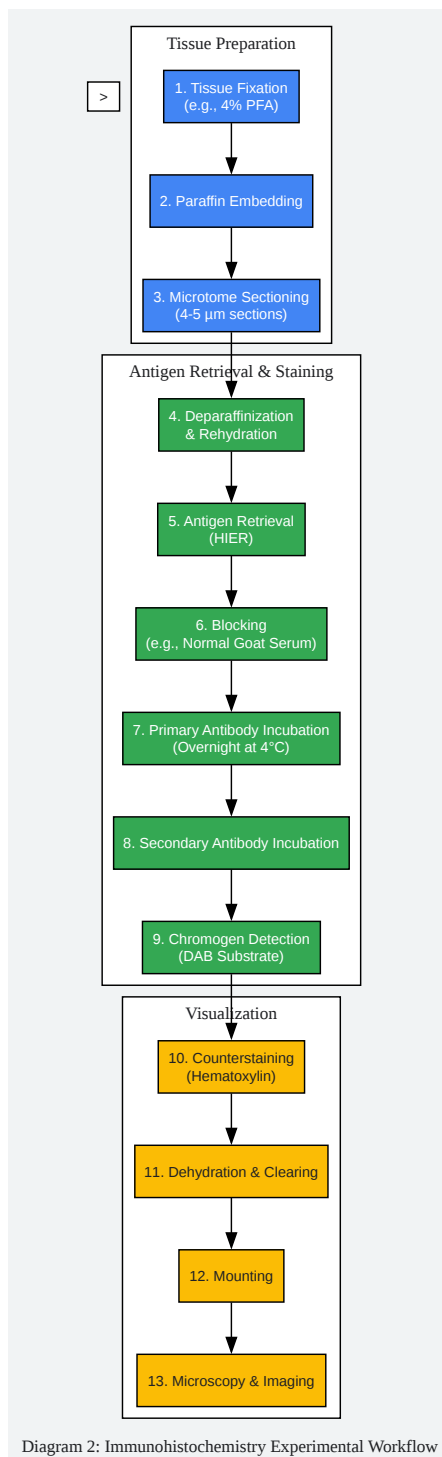 Tissue Preparation
>
1. Tissue Fixation
(e.g., 4% PFA)
2. Paraffin Embedding
3. Microtome Sectioning
(4-5 µm sections)
Antigen Retrieval & Staining
4. Deparaffinization
& Rehydration
5. Antigen Retrieval
(HIER)
6. Blocking
(e.g., Normal Goat Serum)
7. Primary Antibody Incubation
(Overnight at 4°C)
8. Secondary Antibody Incubation
9. Chromogen Detection
(DAB Substrate)
Visualization
10. Counterstaining
(Hematoxylin)
11. Dehydration & Clearing
12. Mounting
13. Microscopy & Imaging
Diagram 2: Immunohistochemistry Experimental Workflow